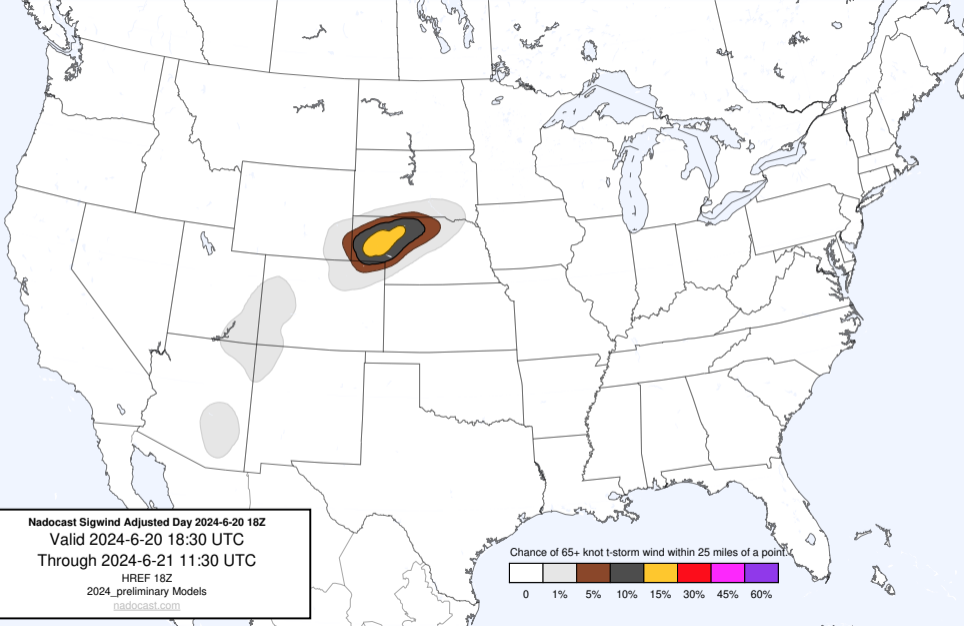 Nadocast Sigwind Adjusted Day 2024-6-20 18Z
Valid 2024-6-20 18:30 UTC
Through 2024-6-21 11:30 UTC
HREF 18Z
2024_preliminary Models
nadocast.com
Chance of 65+ knot t-storm wind within 25 miles of a point.
0 1% 5% 10% 15% 30% 45% 60%